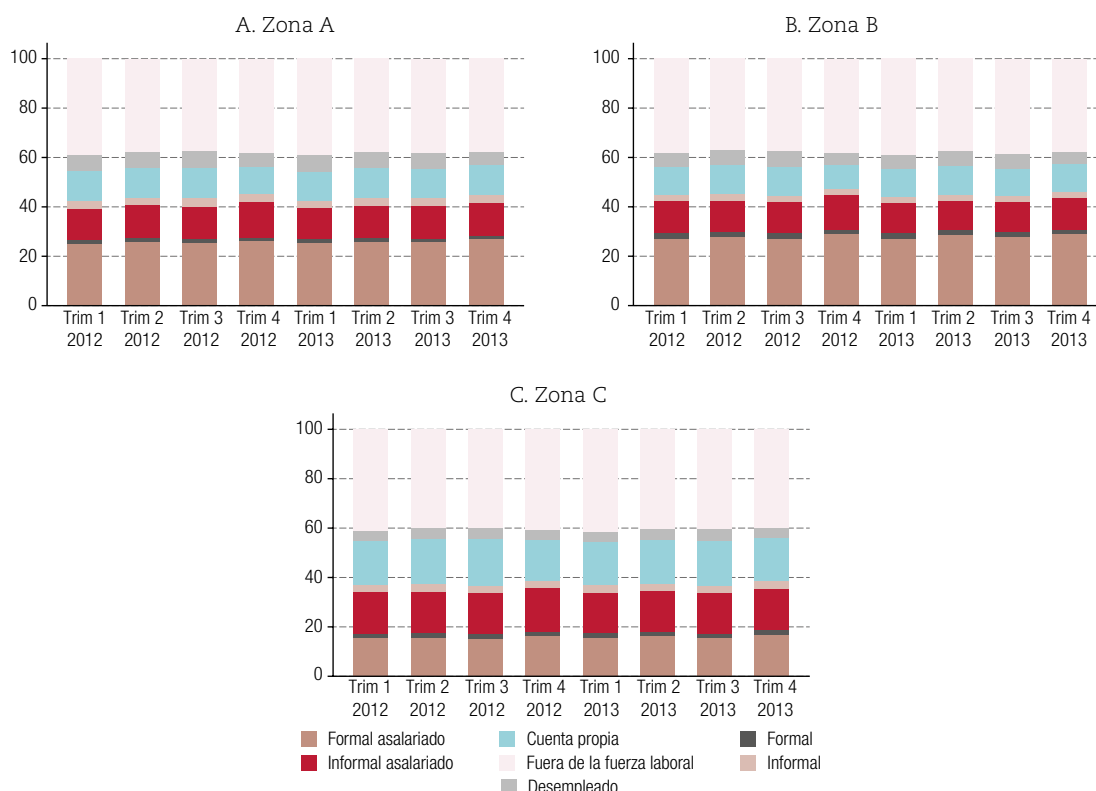 A. Zona A
100
80
60
40
20
0
Trim 1 Trim 2 Trim 3 Trim 4 Trim 1 Trim 2 Trim 3 Trim 4
2012 2012 2012 2012 2013 2013 2013 2013
B. Zona B
100
80
60
40
20
0
Trim 1 Trim 2 Trim 3 Trim 4 Trim 1 Trim 2 Trim 3 Trim 4
2012 2012 2012 2012 2013 2013 2013 2013
C. Zona C
100
80
60
40
20
0
Trim 1 Trim 2 Trim 3 Trim 4 Trim 1 Trim 2 Trim 3 Trim 4
2012 2012 2012 2012 2013 2013 2013 2013
Formal asalariado Cuenta propia Formal
Informal asalariado Fuera de la fuerza laboral Informal
Desempleado